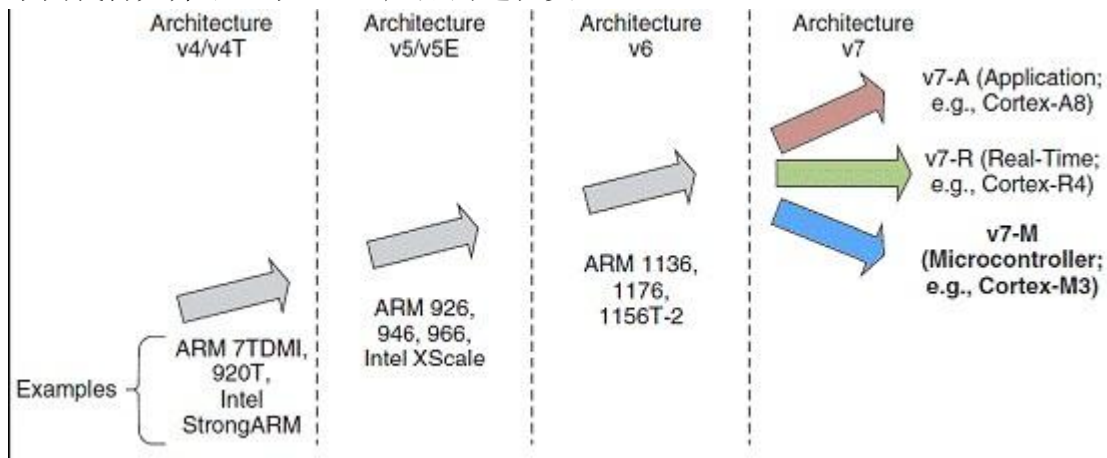 Architecture
v4/v4T
Architecture
v5/v5E
Architecture
v6
Architecture
v7
v7-A (Application;
e.g., Cortex-A8)
v7-R (Real-Time;
e.g., Cortex-R4)
v7-M
(Microcontroller;
e.g., Cortex-M3)
ARM 1136,
1176,
1156T-2
ARM 926,
946, 966,
Intel XScale
Examples
ARM 7TDMI,
920T,
Intel
StrongARM